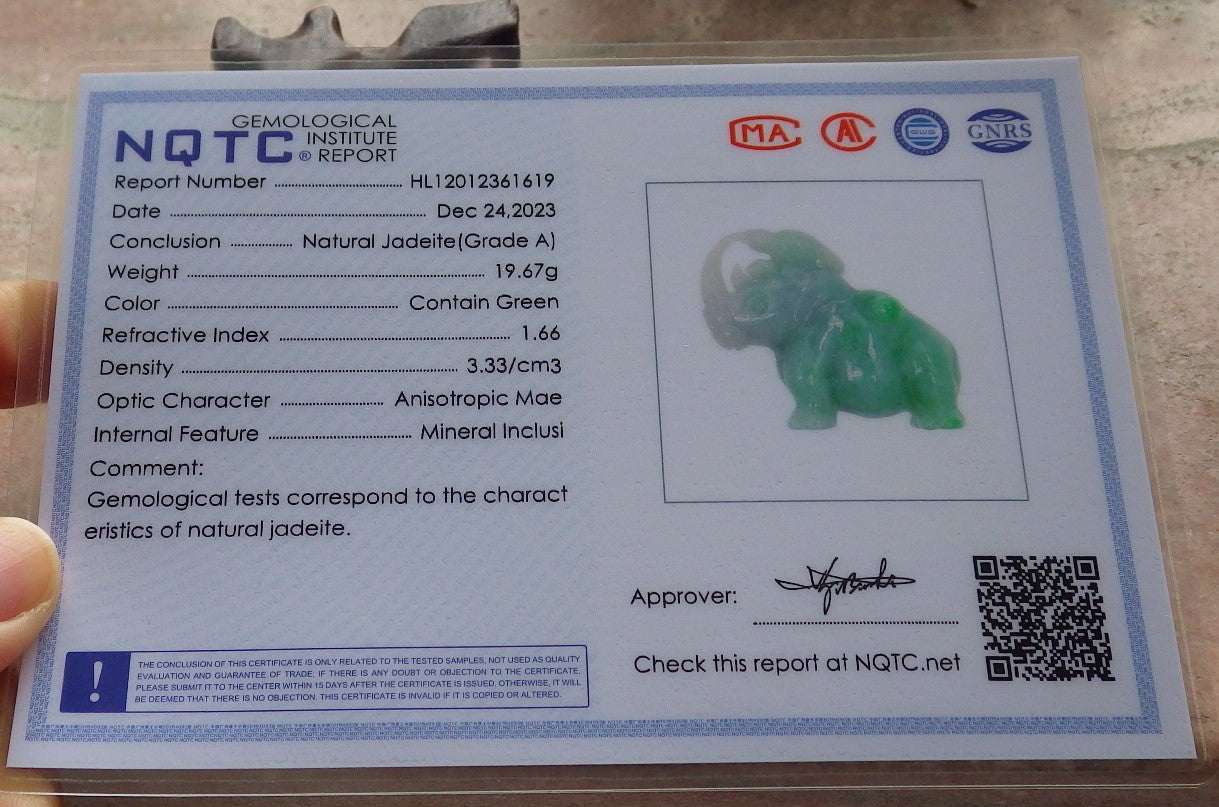 GEMOLOGICAL
NQTC® INSTITUTE
REPORT
Report Number HL12012361619
Date Dec 24,2023
Conclusion Natural Jadeite(Grade A)
Weight 19.67g
Color Contain Green
Refractive Index 1.66
Density 3.33/cm3
Optic Character Anisotropic Mae
Internal Feature Mineral Inclusi
Comment:
Gemological tests correspond to the charact
eristics of natural jadeite.
! THE CONCLUSION OF THIS CERTIFICATE IS ONLY RELATED TO THE TESTED SAMPLES, NOT USED AS QUALITY
EVALUATION AND GUARANTEE OF TRADE, IF THERE IS ANY DOUBT OR OBJECTION TO THE CERTIFICATE,
PLEASE SUBMIT IT TO THE CENTER WITHIN 15 DAYS AFTER THE CERTIFICATE IS ISSUED. OTHERWISE, IT WILL
BE DEEMED THAT THERE IS NO OBJECTION. THIS CERTIFICATE IS INVALID IF IT IS COPIED OR ALTERED.
MA
GNRS
Approver:
Check this report at NQTC.net